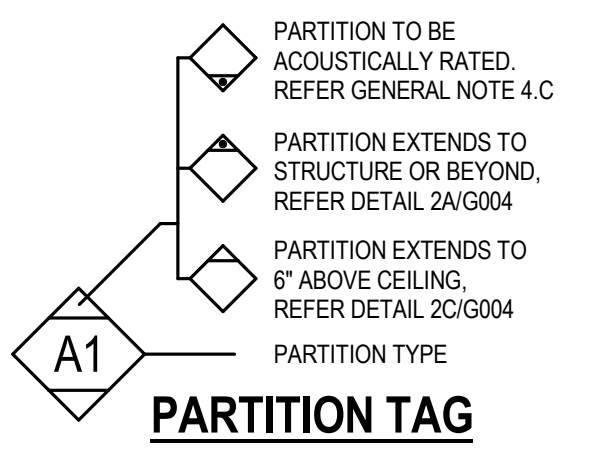 PARTITION TO BE
ACOUSTICALLY RATED.
REFER GENERAL NOTE 4.C
PARTITION EXTENDS TO
STRUCTURE OR BEYOND,
REFER DETAIL 2A/G004
PARTITION EXTENDS TO
6" ABOVE CEILING,
REFER DETAIL 2C/G004
A1
PARTITION TYPE
PARTITION TAG